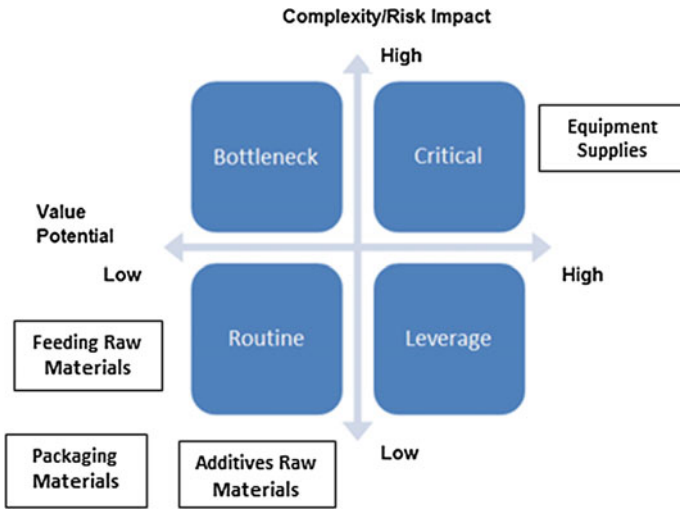 Complexity/Risk Impact
High
Bottleneck
Critical
Equipment
Supplies
Value
Potential
Low
High
Feeding Raw
Materials
Routine
Leverage
Packaging
Materials
Additives Raw
Materials
Low